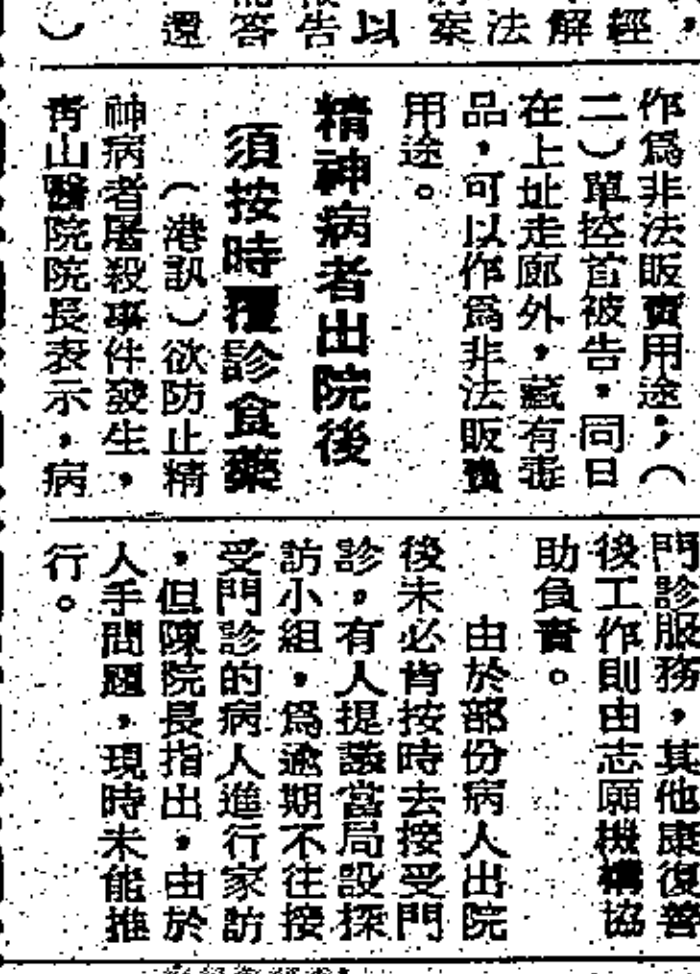 ，經解法案
以
告
答
還
）
作爲非法販賣用途；（
二）單控首被告，同日
在上址走廊外，藏有毒
品，可以作爲非法販賣
用途。
精神病者出院後
須按時覆診食藥
（港訊）欲防止精
神病者屠殺事件發生，
靑山醫院院長表示，病
門診服務，其他康復善
後工作則由志願機構協
助負責。
由於部份病人出院
後未必肯按時去接受門
診，有人提議當局設採
訪小組，爲逾期不往接
受門診的病人進行家訪
，但陳院長指出，由於
人手問題，現時未能推
行。